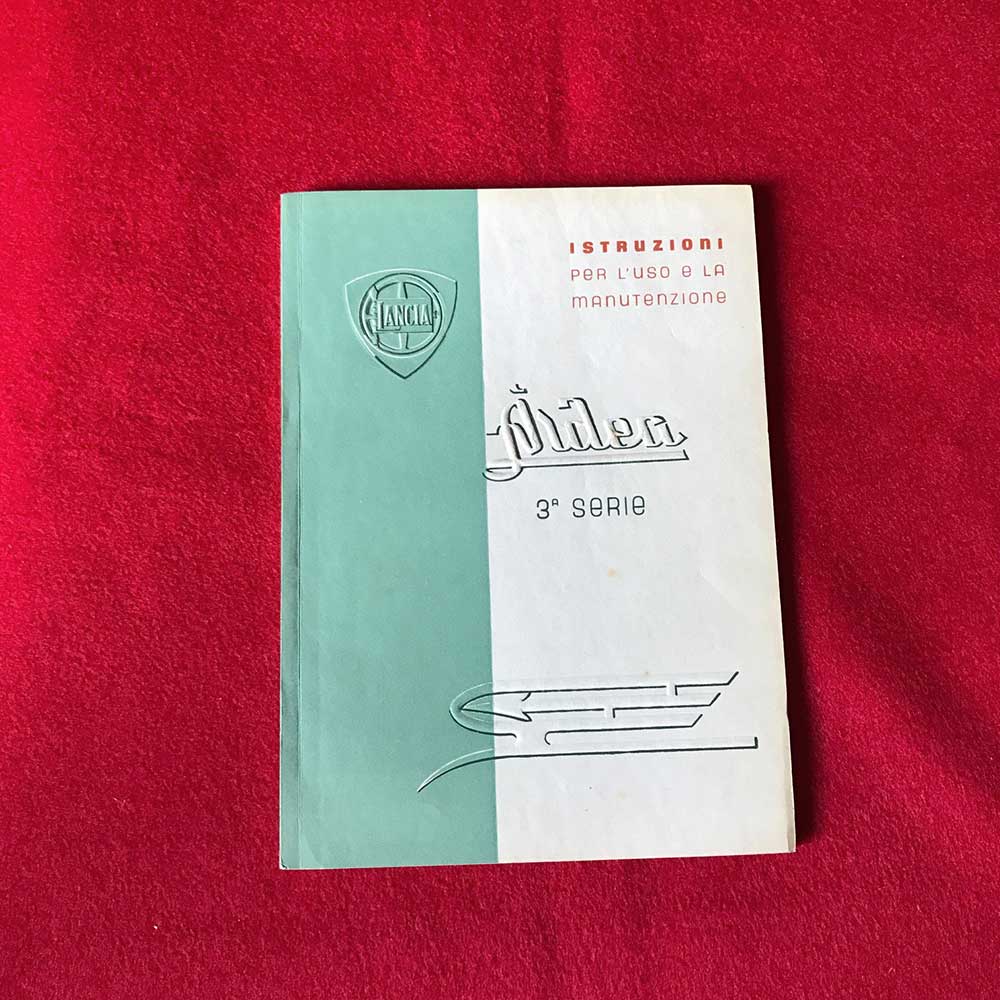 LANCIA
ISTRUZIONI
PER L'USO E LA
MANUTENZIONE
Ardea
3ª SERIE